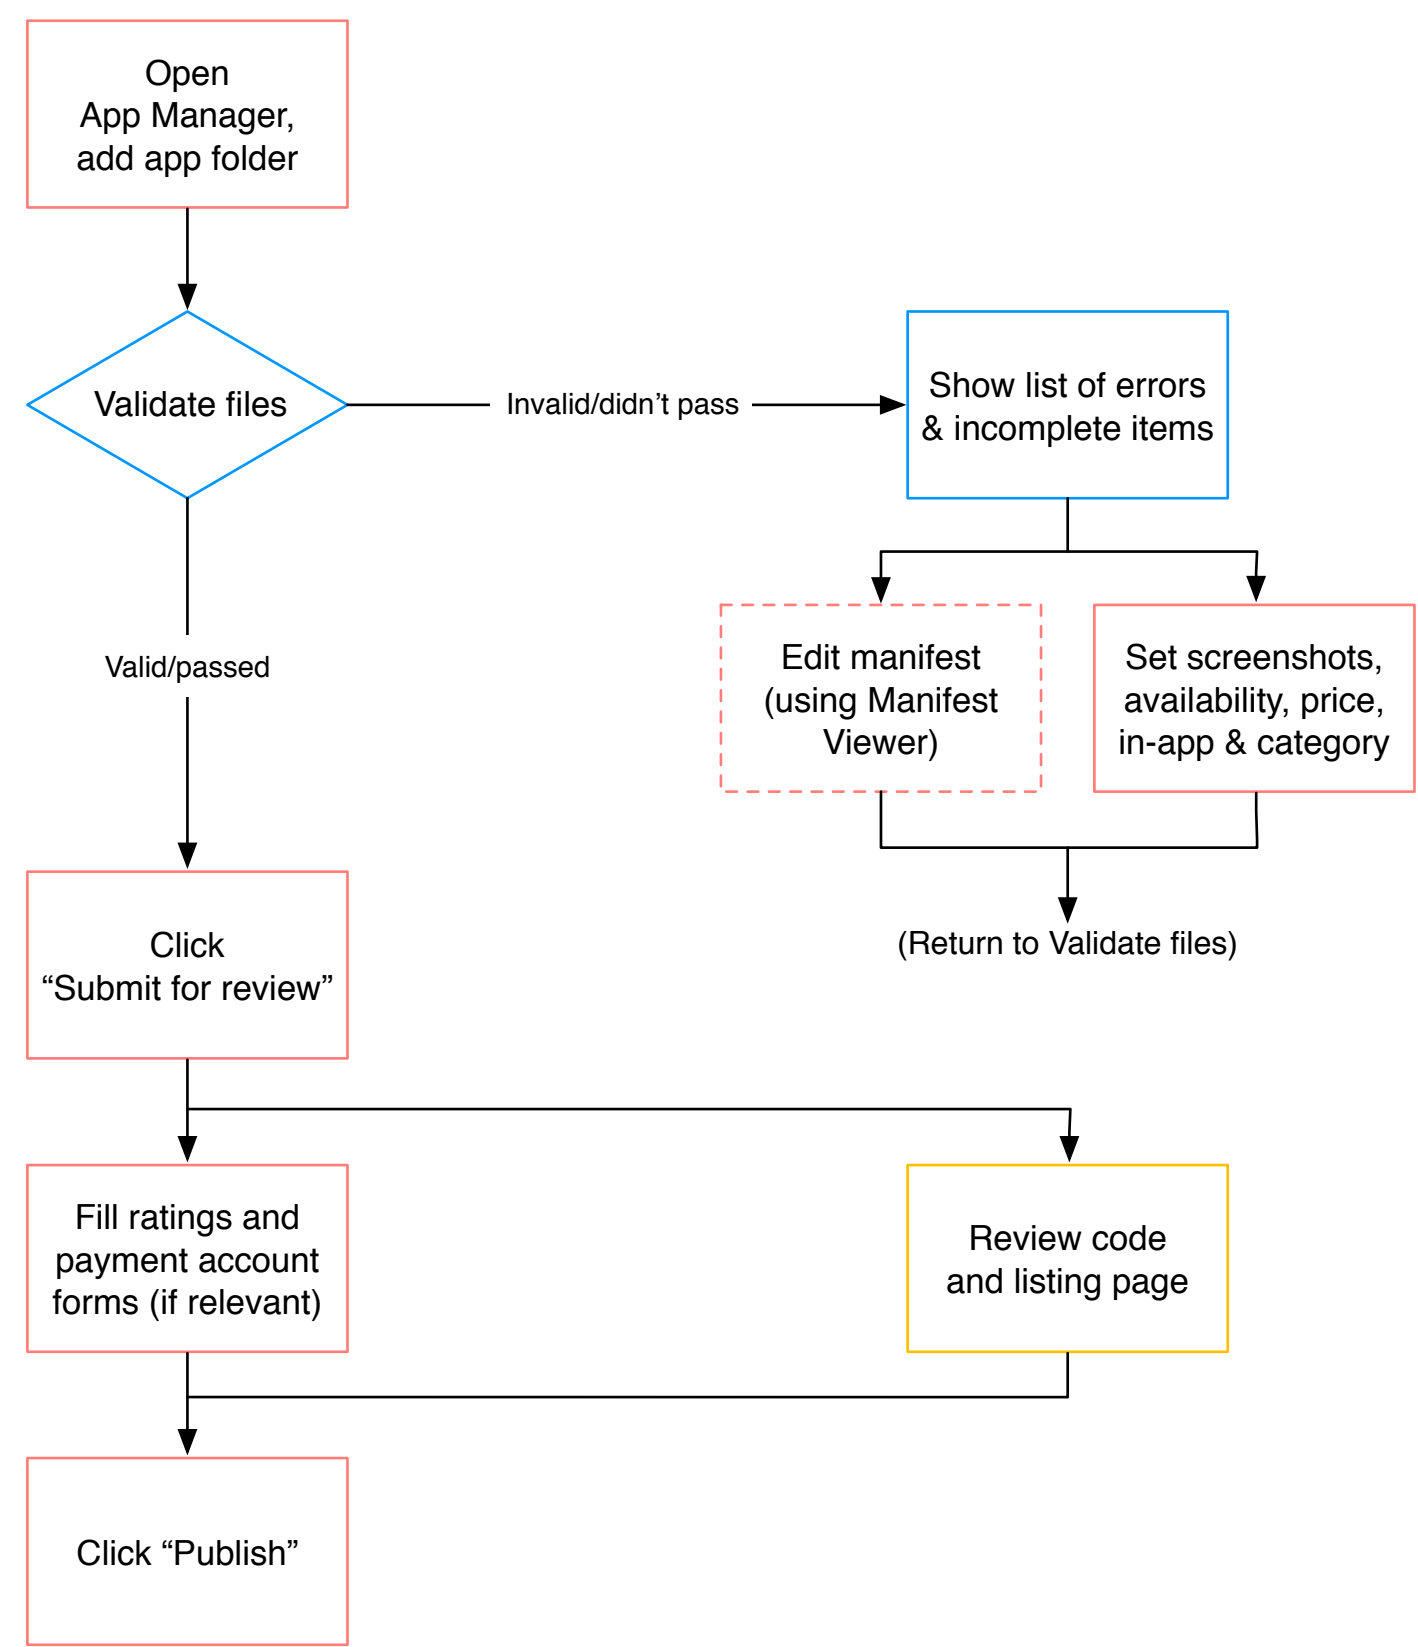 Open
App Manager,
add app folder
Validate files
Invalid/didn’t pass
Show list of errors
& incomplete items
Valid/passed
Edit manifest
(using Manifest
Viewer)
Set screenshots,
availability, price,
in-app & category
(Return to Validate files)
Click
“Submit for review”
Fill ratings and
payment account
forms (if relevant)
Review code
and listing page
Click “Publish”